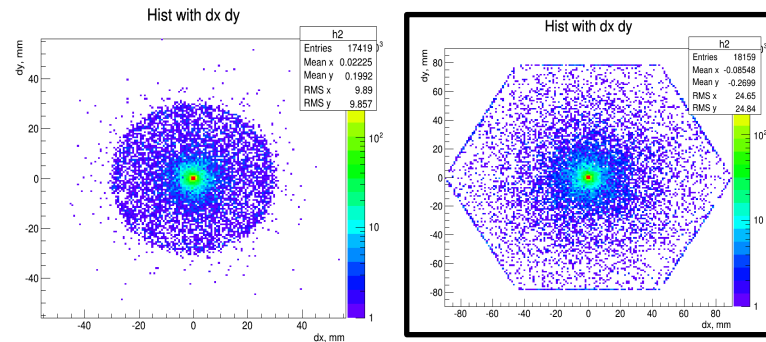 Hist with dx dy
h2
Entries 17419
Mean x 0.02225
Mean y 0.1992
RMS x 9.89
RMS y 9.857
dy, mm
40
20
0
-20
-40
-40 -20 0 20 40
dx, mm
10³
10²
10
1
Hist with dx dy
h2
Entries 18159
Mean x -0.08548
Mean y -0.2699
RMS x 24.65
RMS y 24.84
dy, mm
80
60
40
20
0
-20
-40
-60
-80
-80 -60 -40 -20 0 20 40 60 80
dx, mm
10²
10
1